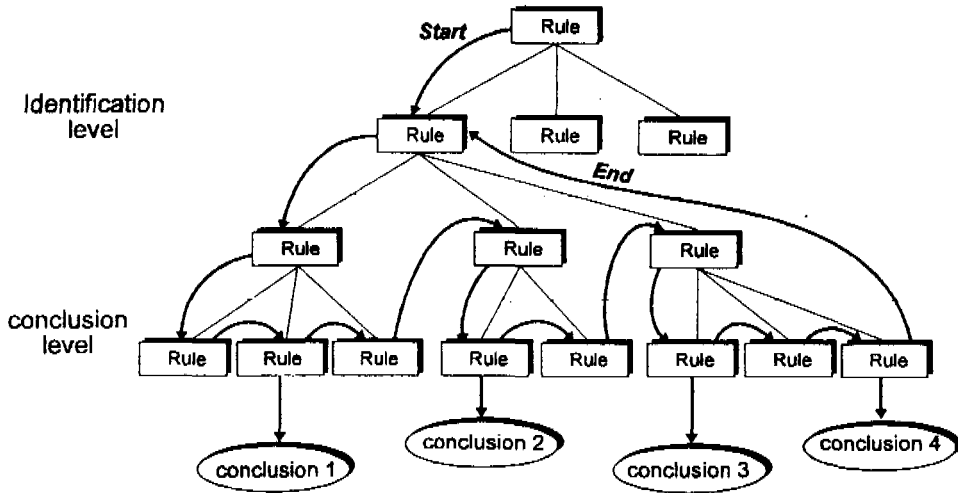 Start
Rule
Identification
level
Rule
Rule
Rule
End
Rule
Rule
Rule
conclusion
level
Rule
Rule
Rule
Rule
Rule
Rule
Rule
Rule
conclusion 1
conclusion 2
conclusion 3
conclusion 4